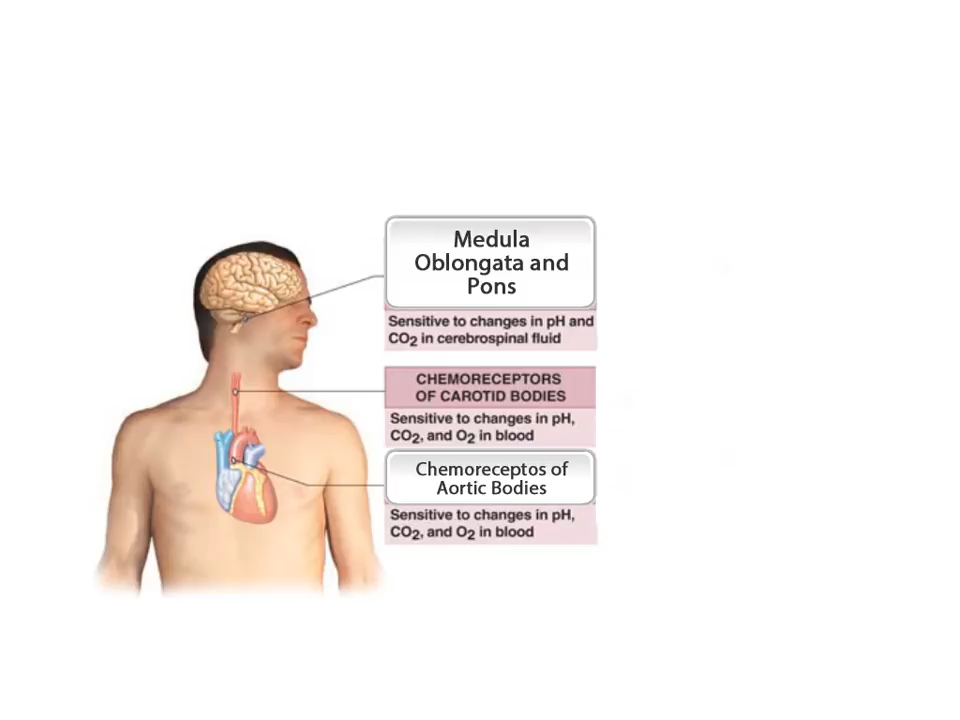 Medula
Oblongata and
Pons
Sensitive to changes in pH and
CO2 in cerebrospinal fluid
CHEMORECEPTORS
OF CAROTID BODIES
Sensitive to changes in pH,
CO2, and O2 in blood
Chemoreceptos of
Aortic Bodies
Sensitive to changes in pH,
CO2, and O2 in blood